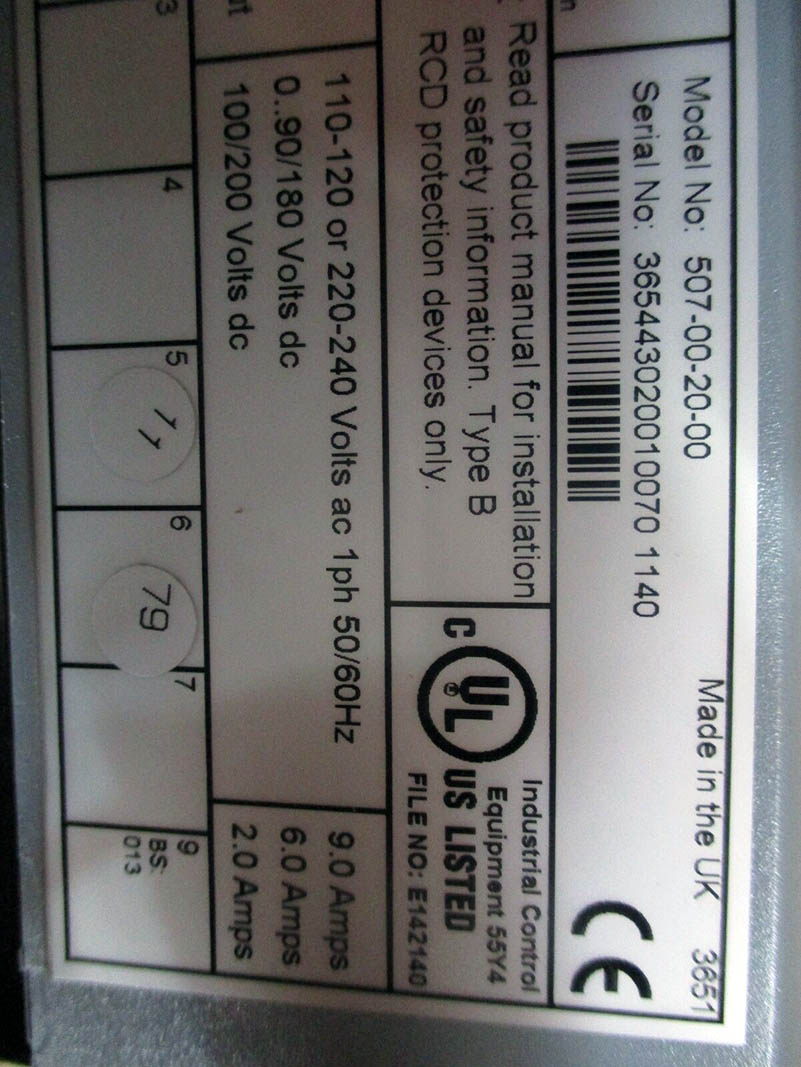 Model No: 507-00-20-00 Made in the UK 3651
Serial No: 3654430200100701140
CE
Read product manual for installation
and safety information. Type B
RCD protection devices only.
Industrial Control
Equipment 55Y4
C UL ® US LISTED
FILE NO: E142140
110-120 or 220-240 Volts ac 1ph 50/60Hz 9.0 Amps
0..90/180 Volts dc 6.0 Amps
100/200 Volts dc 2.0 Amps
3 4 5 6 7 9
BS:
013
79